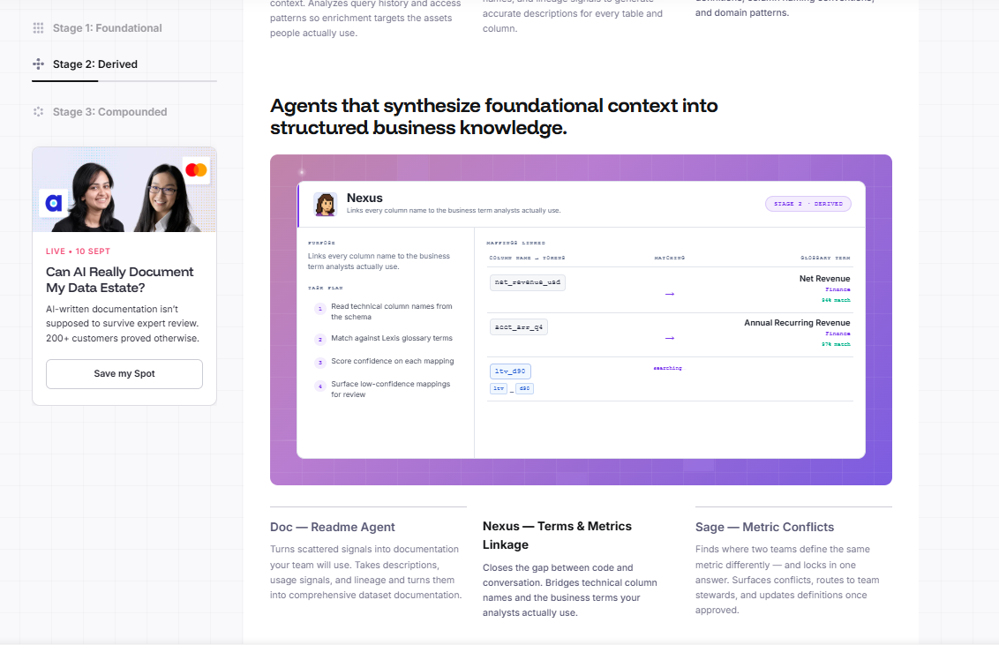 Stage 1: Foundational
Stage 2: Derived
Stage 3: Compounded
a
LIVE • 10 SEPT
Can AI Really Document
My Data Estate?
AI-written documentation isn't
supposed to survive expert review.
200+ customers proved otherwise.
Save my Spot
context. Analyzes query history and access
patterns so enrichment targets the assets
people actually use.
names, and lineage signals to generate
accurate descriptions for every table and
column.
definitions, column naming conventions,
and domain patterns.
Agents that synthesize foundational context into
structured business knowledge.
Nexus
Links every column name to the business term analysts actually use.
STAGE 2 · DERIVED
PURPOSE
Links every column name to the business
term analysts actually use.
TASK PLAN
1 Read technical column names from
the schema
2 Match against Lexis glossary terms
3 Score confidence on each mapping
4 Surface low-confidence mappings
for review
MAPPINGS LINKED
COLUMN NAME → TOKENS MATCHING GLOSSARY TERM
net_revenue_usd → Net Revenue
Finance
94% match
acct_arr_q4 → Annual Recurring Revenue
Finance
97% match
ltv_d90 searching
ltv _ d90
Doc — Readme Agent
Turns scattered signals into documentation
your team will use. Takes descriptions,
usage signals, and lineage and turns them
into comprehensive dataset documentation.
Nexus — Terms & Metrics
Linkage
Closes the gap between code and
conversation. Bridges technical column
names and the business terms your
analysts actually use.
Sage — Metric Conflicts
Finds where two teams define the same
metric differently — and locks in one
answer. Surfaces conflicts, routes to team
stewards, and updates definitions once
approved.